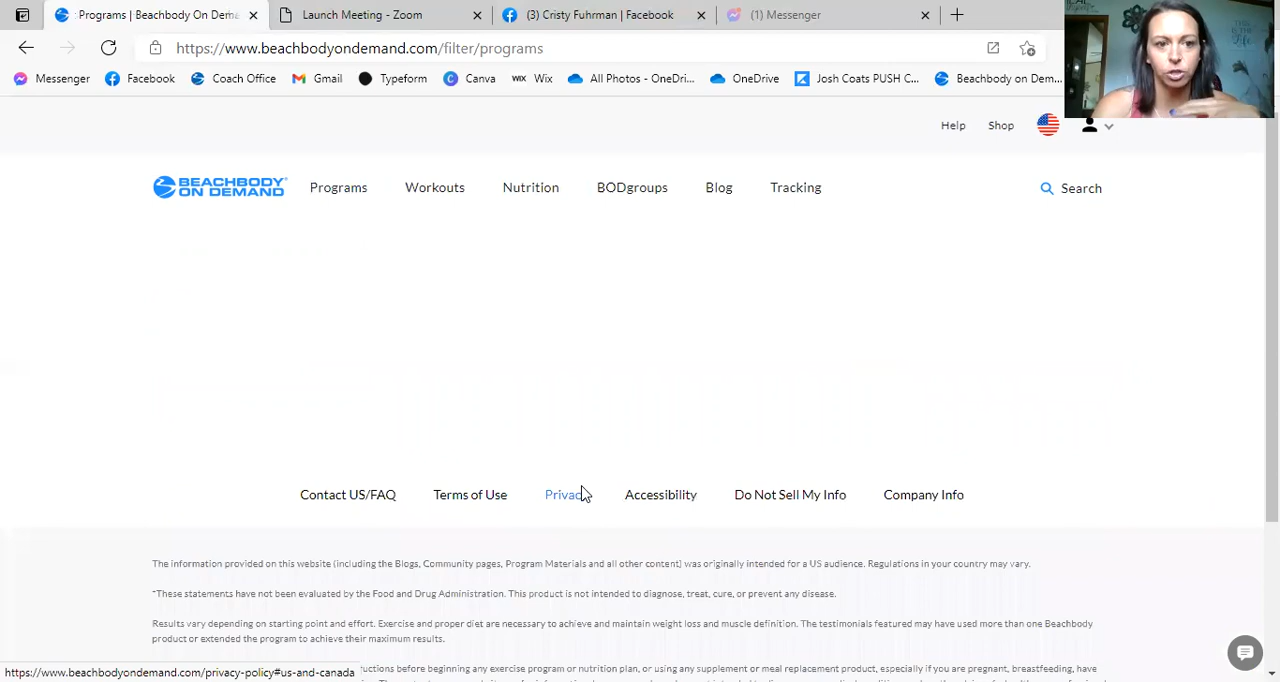 Programs | Beachbody On Dema
Launch Meeting - Zoom
(3) Cristy Fuhrman | Facebook
(1) Messenger
https://www.beachbodyondemand.com/filter/programs
Messenger
Facebook
Coach Office
Gmail
Typeform
Canva
WiX Wix
All Photos - OneDri...
OneDrive
Josh Coats PUSH C...
Beachbody on Dem...
Help
Shop
BEACHBODY
ON DEMAND
Programs
Workouts
Nutrition
BODgroups
Blog
Tracking
Search
Contact US/FAQ
Terms of Use
Privac
Accessibility
Do Not Sell My Info
Company Info
The information provided on this website (including the Blogs, Community pages, Program Materials and all other content) was originally intended for a US audience. Regulations in your country may vary.
*These statements have not been evaluated by the Food and Drug Administration. This product is not intended to diagnose, treat, cure, or prevent any disease.
Results vary depending on starting point and effort. Exercise and proper diet are necessary to achieve and maintain weight loss and muscle definition. The testimonials featured may have used more than one Beachbody
product or extended the program to achieve their maximum results.
https://www.beachbodyondemand.com/privacy-policy#us-and-canada
uctions before beginning any exercise program or nutrition plan, or using any supplement or meal replacement product, especially if you are pregnant, breastfeeding, have